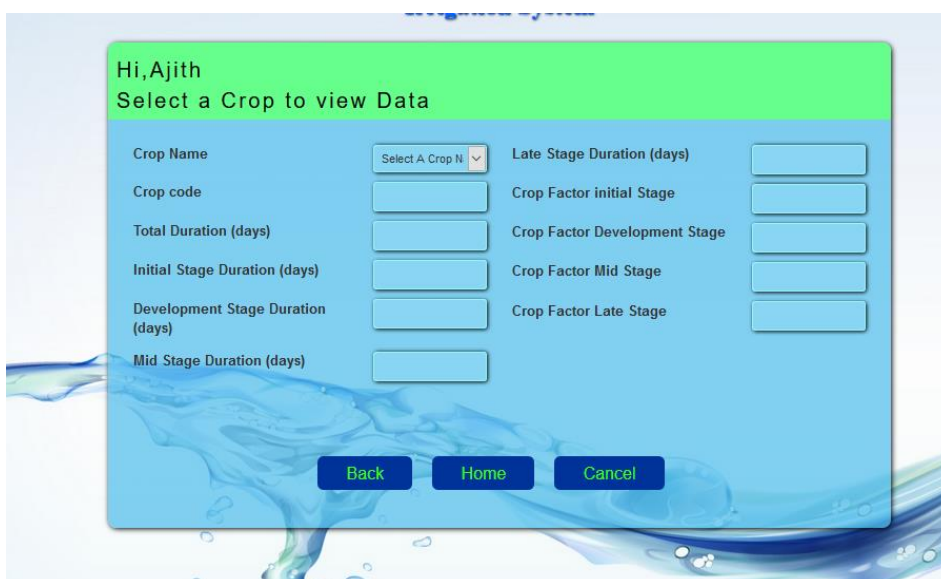 Hi,Ajith
Select a Crop to view Data
Crop Name
Select A Crop N
Crop code
Total Duration (days)
Initial Stage Duration (days)
Development Stage Duration
(days)
Mid Stage Duration (days)
Late Stage Duration (days)
Crop Factor initial Stage
Crop Factor Development Stage
Crop Factor Mid Stage
Crop Factor Late Stage
Back
Home
Cancel